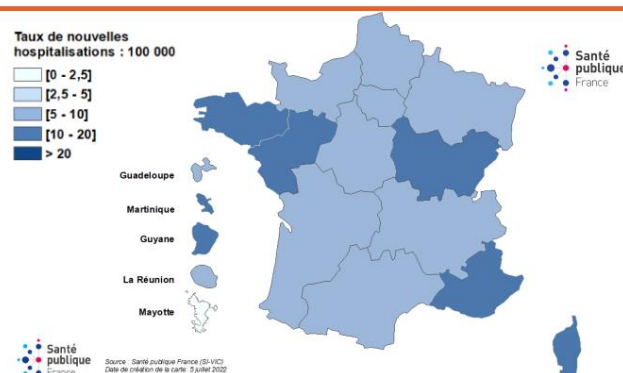 Taux de nouvelles
hospitalisations : 100 000
[0 - 2,5]
[2,5 - 5]
[5 - 10]
[10 - 20]
> 20
Santé
publique
France
Guadeloupe
Martinique
Guyane
La Réunion
Mayotte
Santé
publique
France
Source : Santé publique France (SI-VIC)
Date de création de la carte: 5 juillet 2022